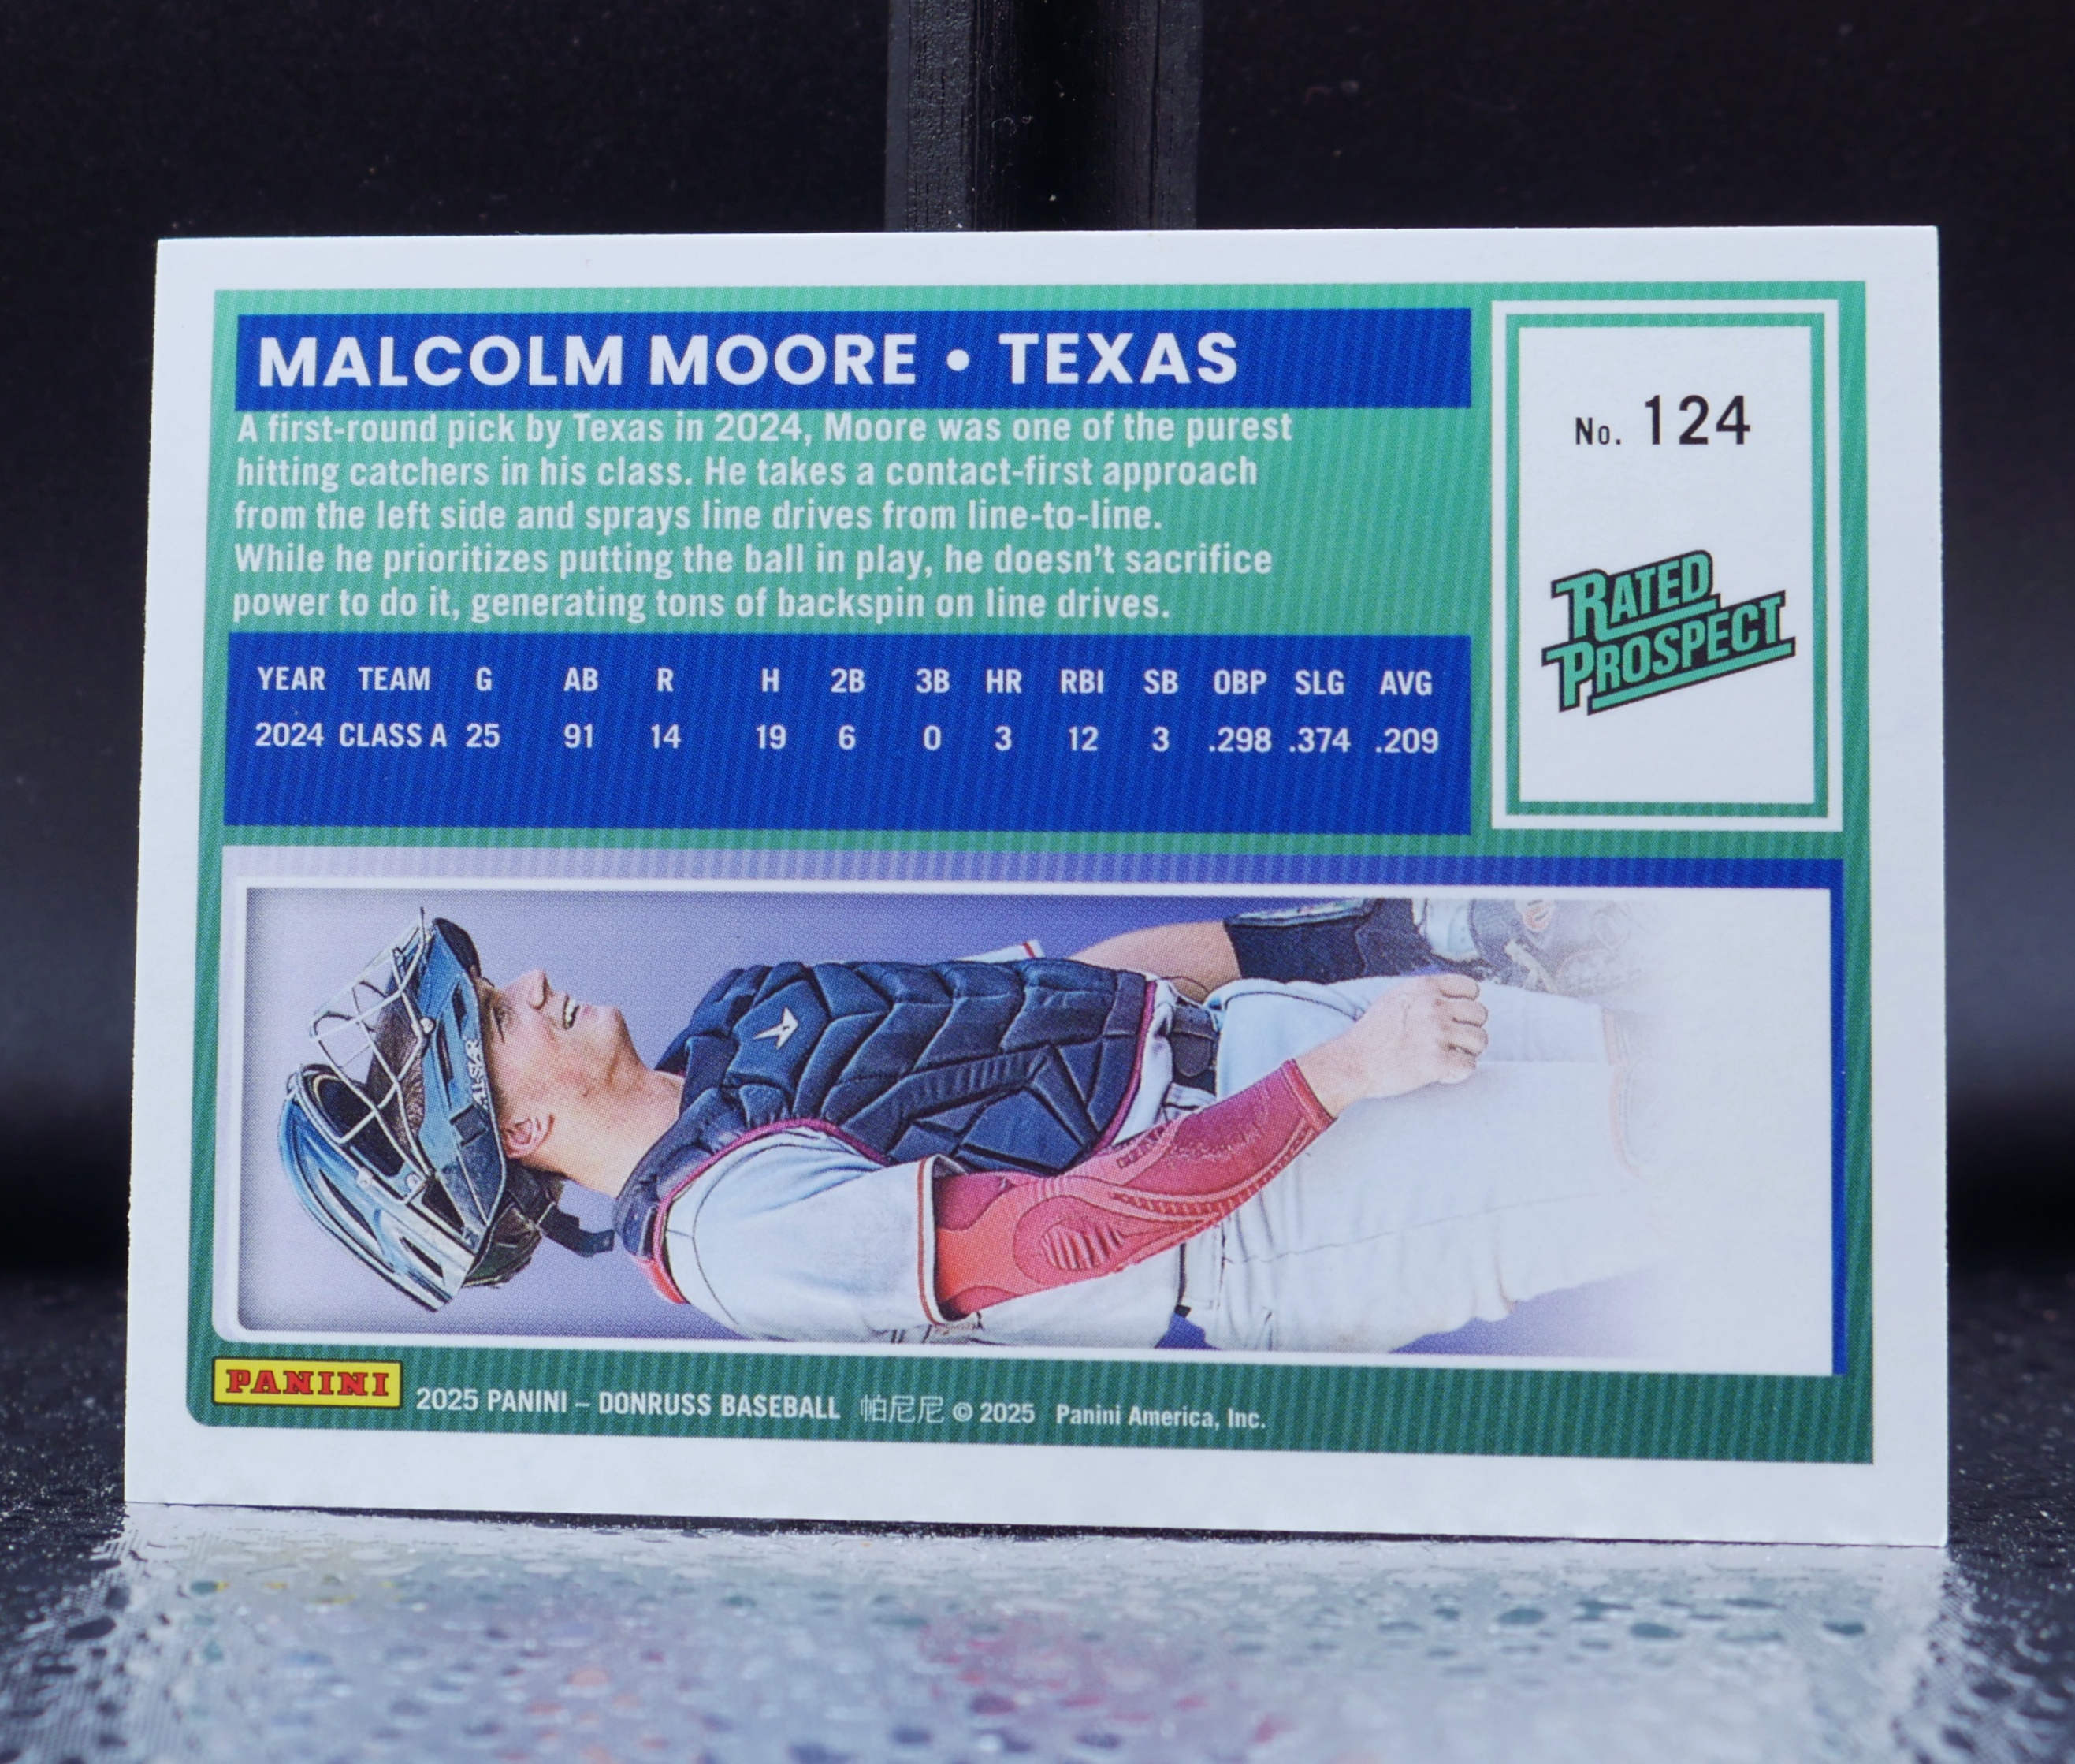 MALCOLM MOORE • TEXAS
A first-round pick by Texas in 2024, Moore was one of the purest
hitting catchers in his class. He takes a contact-first approach
from the left side and sprays line drives from line-to-line.
While he prioritizes putting the ball in play, he doesn't sacrifice
power to do it, generating tons of backspin on line drives.
YEAR TEAM G AB R H 2B 3B HR RBI SB OBP SLG AVG
2024 CLASS A 25 91 14 19 6 0 3 12 3 .298 .374 .209
No. 124
RATED
PROSPECT
PANINI
2025 PANINI – DONRUSS BASEBALL 帕尼尼 © 2025 Panini America, Inc.